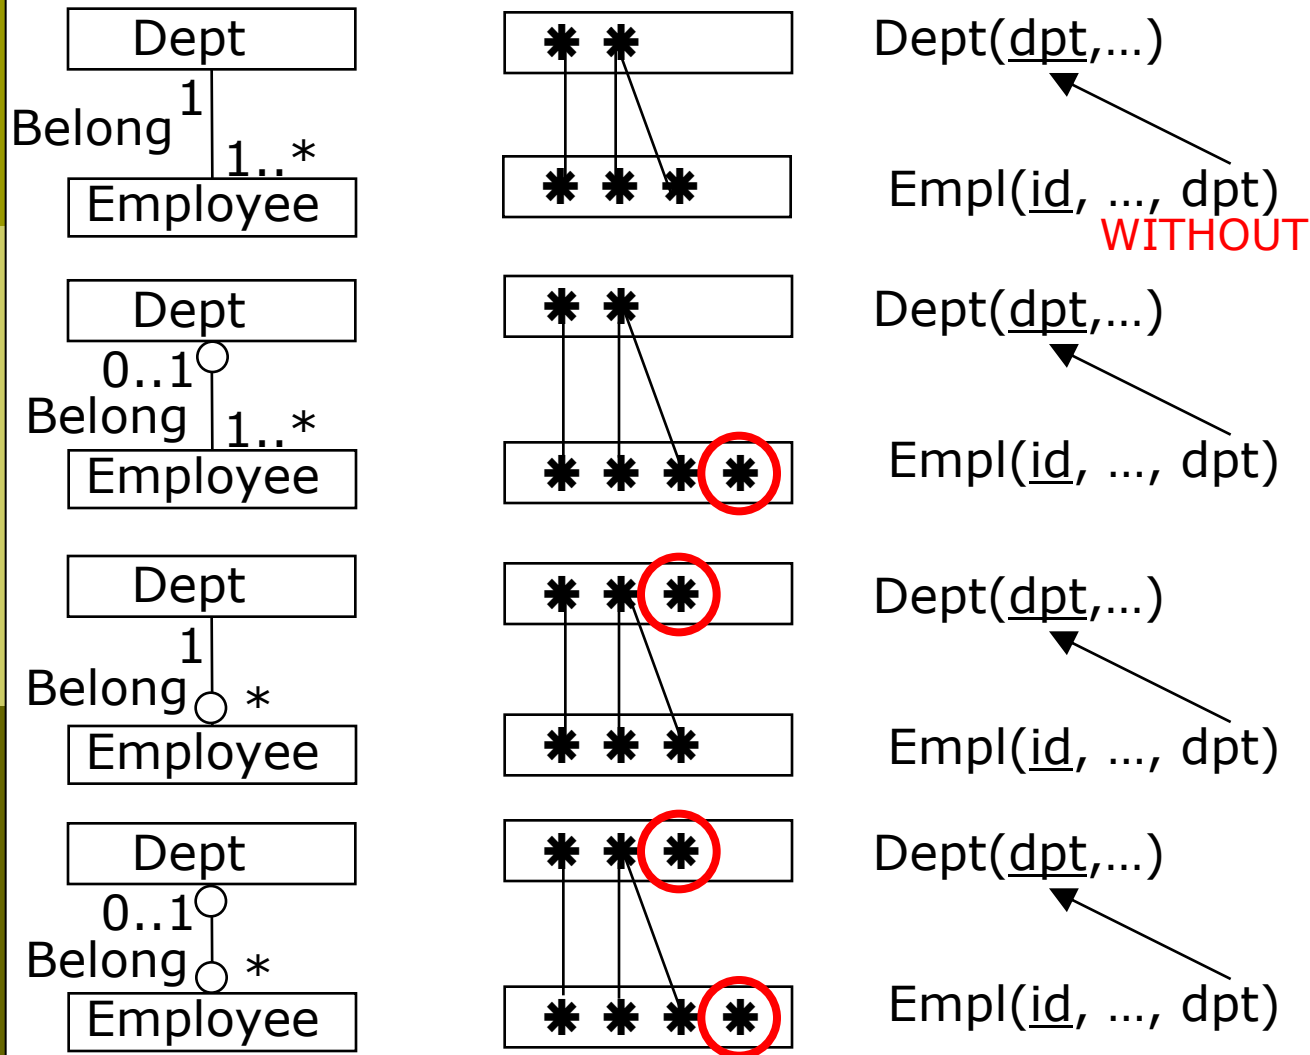 Dept
Dept(dpt,...)
1
Belong
1..*
Employee
Empl(id, ..., dpt)
WITHOUT
Dept
Dept(dpt,...)
0..1
Belong
1..*
Employee
Empl(id, ..., dpt)
Dept
Dept(dpt,...)
1
Belong
*
Employee
Empl(id, ..., dpt)
Dept
Dept(dpt,...)
0..1
Belong
*
Employee
Empl(id, ..., dpt)